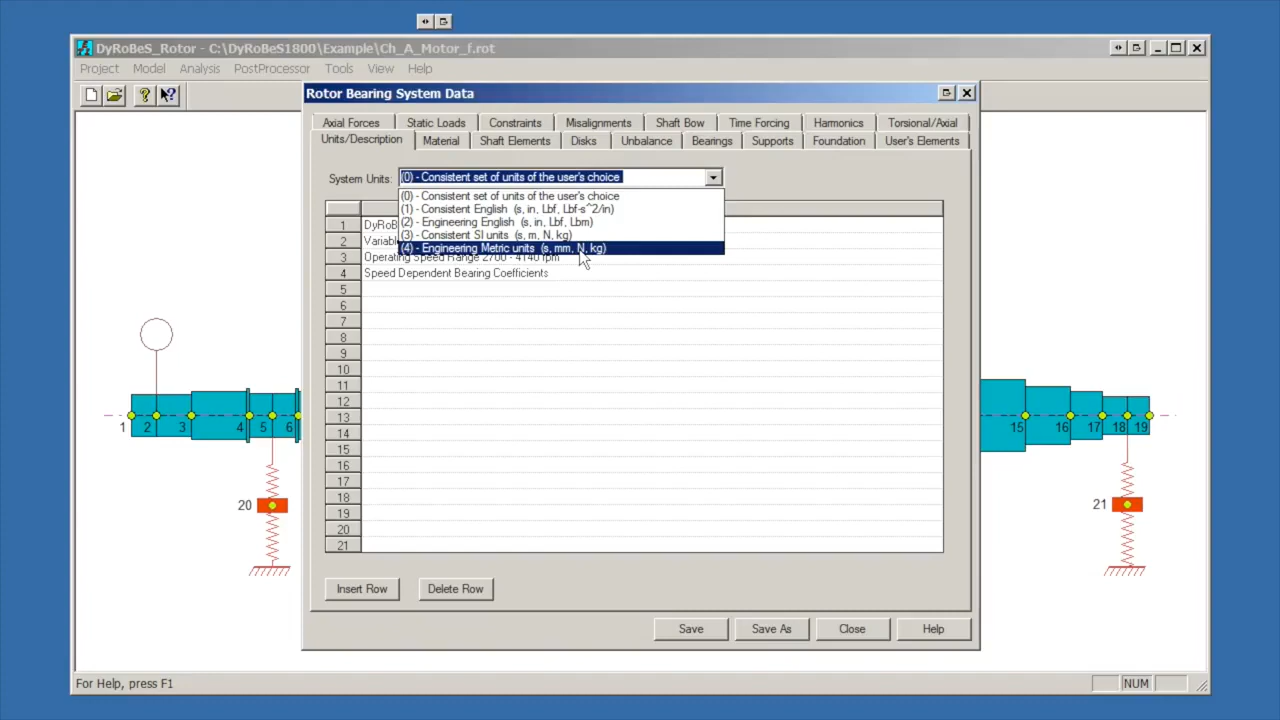 DyRoBeS_Rotor - C:\DyRoBeS1800\Example\Ch_A_Motor_f.rot
Project Model Analysis PostProcessor Tools View Help
Rotor Bearing System Data
Axial Forces Static Loads Constraints Misalignments Shaft Bow Time Forcing Harmonics Torsional/Axial
Units/Description Material Shaft Elements Disks Unbalance Bearings Supports Foundation User's Elements
System Units: (0) - Consistent set of units of the user's choice
(0) - Consistent set of units of the user's choice
(1) - Consistent English (s, in, Lbf, Lbf-s^2/in)
(2) - Engineering English (s, in, Lbf, Lbm)
(3) - Consistent SI units (s, m, N, kg)
(4) - Engineering Metric units (s, mm, N, kg)
1 DyRoB
2 Variab
3 Operating Speed Range 2700 - 4140 rpm
4 Speed Dependent Bearing Coefficients
5
6
7
8
9
10
11
12
13
14
15
16
17
18
19
20
21
Insert Row Delete Row
Save Save As Close Help
1 2 3 4 5 6 15 16 17 18 19
20 21
For Help, press F1 NUM